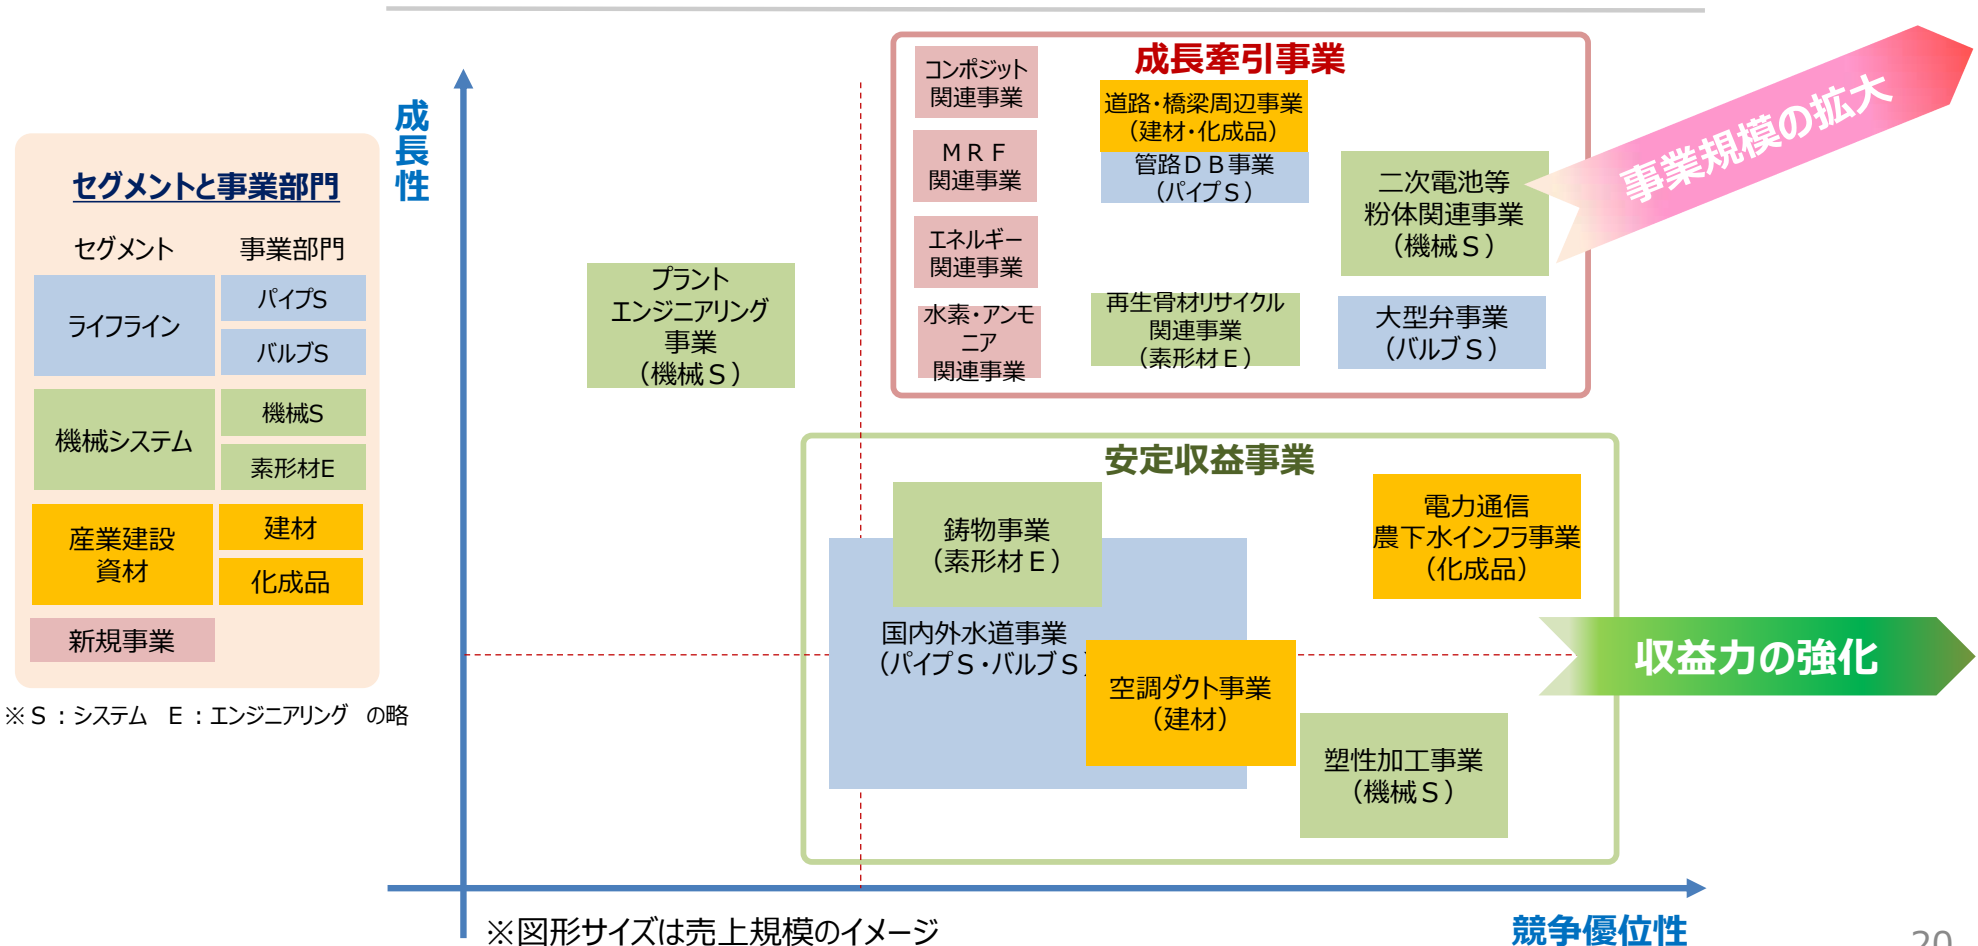 セグメントと事業部門
セグメント 事業部門
ライフライン
パイプS
バルブS
機械システム
機械S
素形材E
産業建設
資材
建材
化成品
新規事業
※Ｓ：システム　Ｅ：エンジニアリング　の略
成長性
成長牽引事業
コンポジット
関連事業
ＭＲＦ
関連事業
エネルギー
関連事業
水素・アンモ
ニア
関連事業
道路・橋梁周辺事業
（建材・化成品）
管路ＤＢ事業
（パイプＳ）
再生骨材リサイクル
関連事業
（素形材Ｅ）
二次電池等
粉体関連事業
（機械Ｓ）
大型弁事業
（バルブＳ）
事業規模の拡大
プラント
エンジニアリング
事業
（機械Ｓ）
安定収益事業
鋳物事業
（素形材Ｅ）
国内外水道事業
（パイプＳ・バルブＳ）
空調ダクト事業
（建材）
電力通信
農下水インフラ事業
（化成品）
塑性加工事業
（機械Ｓ）
収益力の強化
※図形サイズは売上規模のイメージ
競争優位性
20